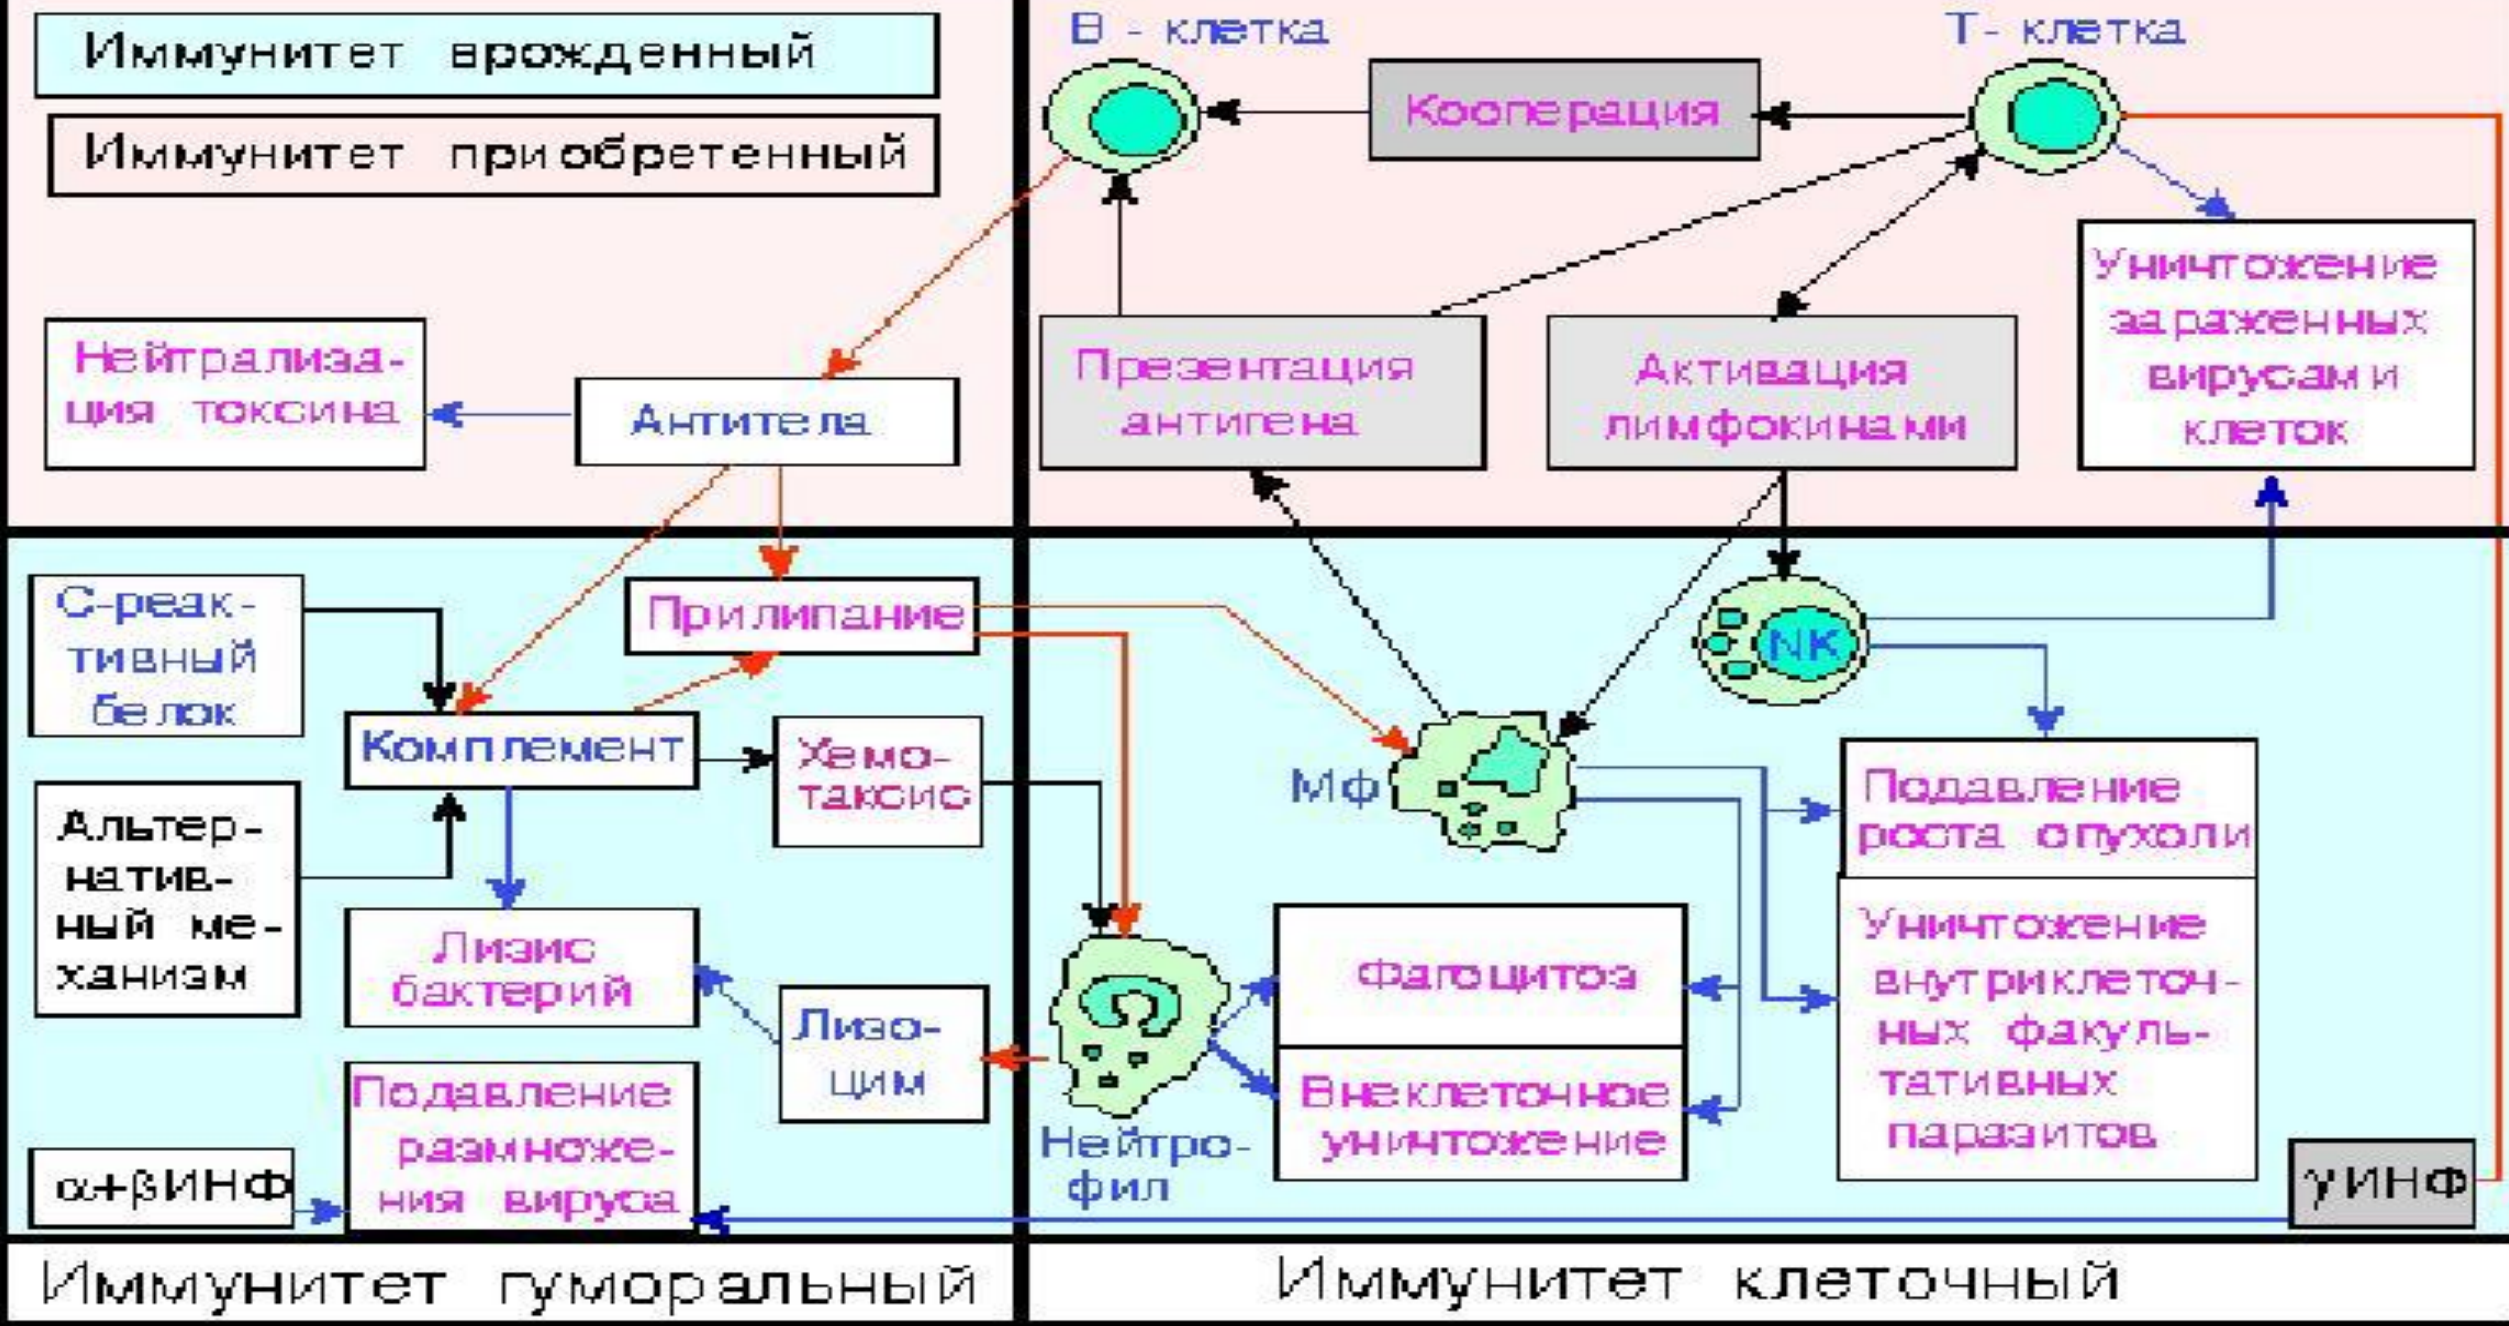 Иммунитет врожденный
Иммунитет приобретенный
В - клетка
Т- клетка
Кооперация
Нейтрализа-
ция токсина
Антитела
Презентация
антигена
Активация
лимфокинами
Уничтожение
зараженных
вирусами
клеток
С-реак-
тивный
белок
Прилипание
Комплемент
Хемо-
таксис
Альтер-
натив-
ный ме-
ханизм
Лизис
бактерий
Лизо-
цим
Подавление
размноже-
ния вируса
α+βИНФ
NK
Мф
Нейтро-
фил
Фагоцитоз
Внеклеточное
уничтожение
Подавление
роста опухоли
Уничтожение
внутриклеточ-
ных факуль-
тативных
паразитов
γИНФ
Иммунитет гуморальный
Иммунитет клеточный